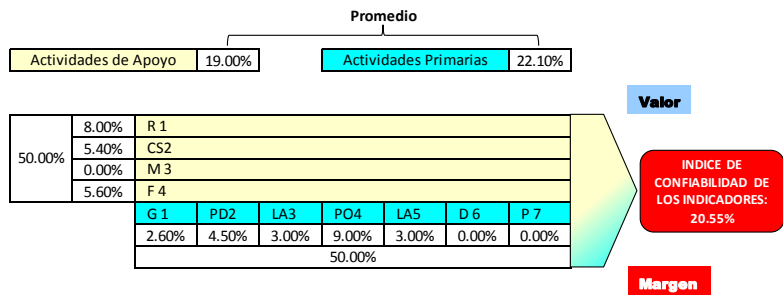 Promedio
Actividades de Apoyo 19.00% Actividades Primarias 22.10%
Valor
50.00%
8.00% R 1
5.40% CS2
0.00% M 3
5.60% F 4
INDICE DE
CONFIABILIDAD DE
LOS INDICADORES:
20.55%
G 1 PD2 LA3 PO4 LA5 D 6 P 7
2.60% 4.50% 3.00% 9.00% 3.00% 0.00% 0.00%
50.00%
Margen